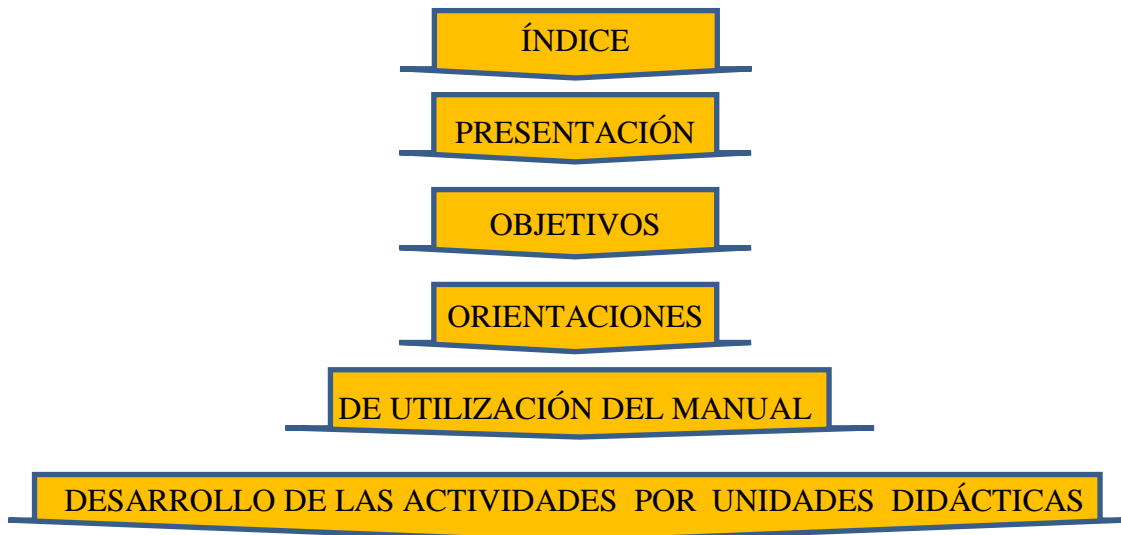 ÍNDICE
PRESENTACIÓN
OBJETIVOS
ORIENTACIONES
DE UTILIZACIÓN DEL MANUAL
DESARROLLO DE LAS ACTIVIDADES POR UNIDADES DIDÁCTICAS